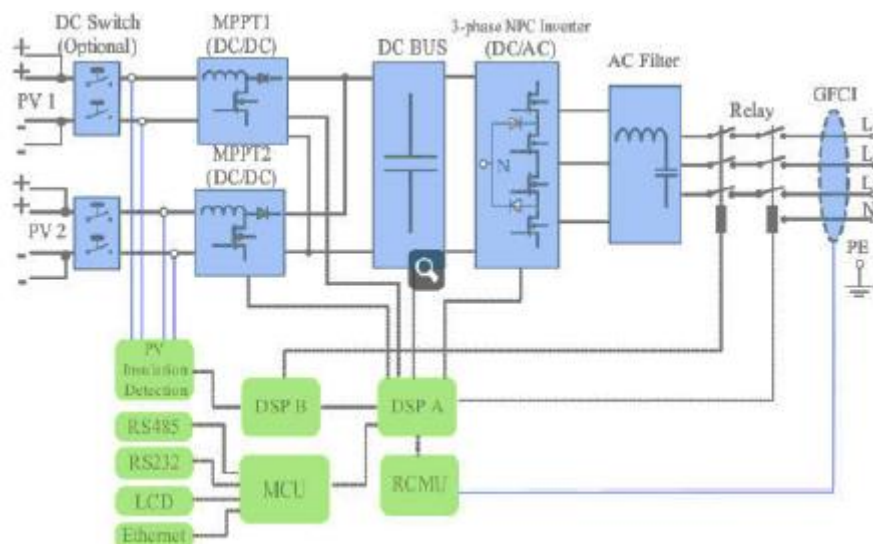 DC Switch
(Optional)
MPPT1
(DC/DC)
DC BUS
3-phase NPC Inverter
(DC/AC)
AC Filter
Relay
GFCI
+
+
PV 1
-
-
L
L
L
N
N
MPPT2
(DC/DC)
+
+
PV 2
-
-
PE
PV
Insulation
Detection
DSP B
DSP A
RS485
RS232
LCD
Ethernet
MCU
RCMU